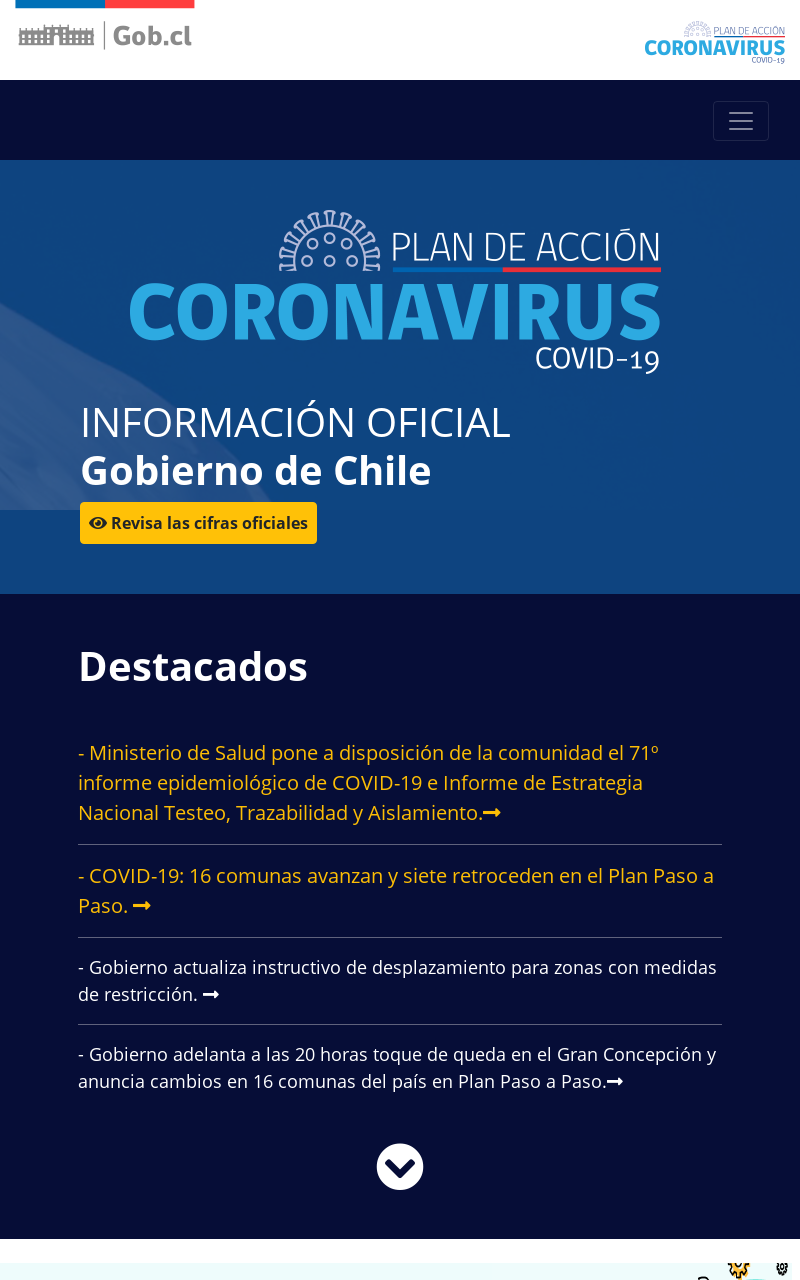 Gob.cl
PLAN DE ACCIÓN
CORONAVIRUS
COVID-19
PLAN DE ACCIÓN
CORONAVIRUS
COVID-19
INFORMACIÓN OFICIAL
Gobierno de Chile
Revisa las cifras oficiales
Destacados
- Ministerio de Salud pone a disposición de la comunidad el 71º
informe epidemiológico de COVID-19 e Informe de Estrategia
Nacional Testeo, Trazabilidad y Aislamiento.
- COVID-19: 16 comunas avanzan y siete retroceden en el Plan Paso a
Paso.
- Gobierno actualiza instructivo de desplazamiento para zonas con medidas
de restricción.
- Gobierno adelanta a las 20 horas toque de queda en el Gran Concepción y
anuncia cambios en 16 comunas del país en Plan Paso a Paso.